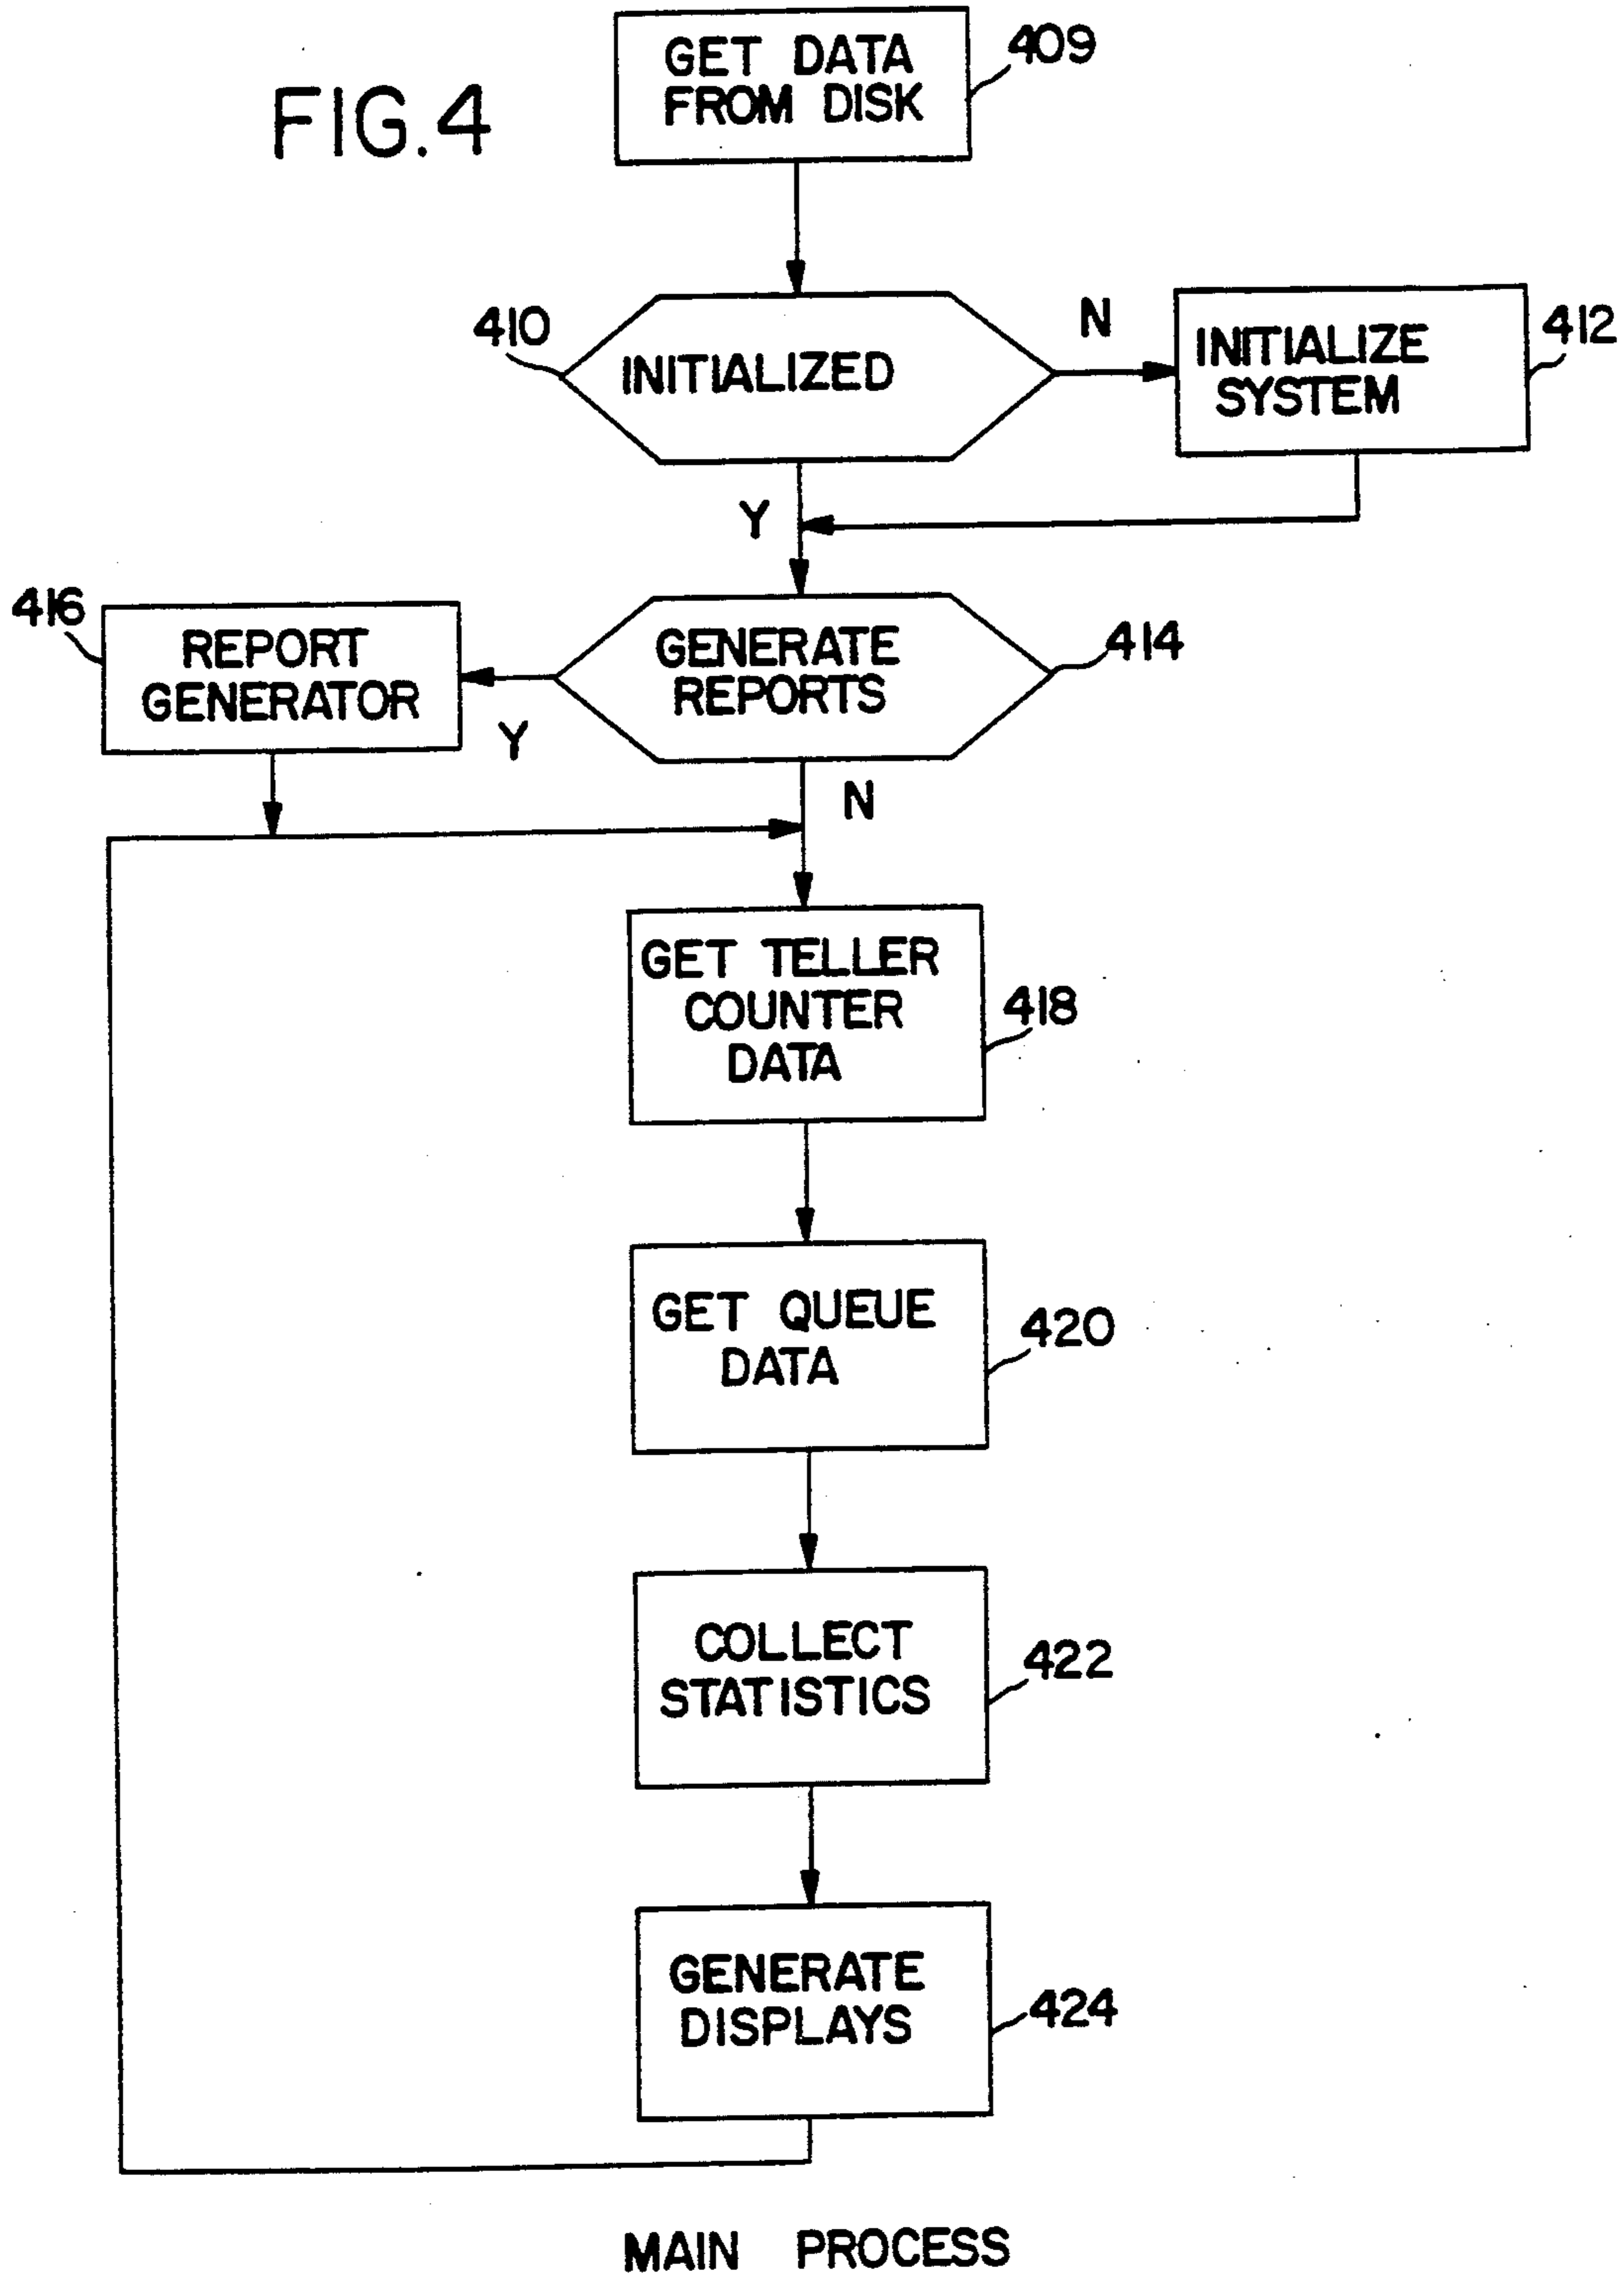 FIG. 4
GET DATA
FROM DISK
409
410
INITIALIZED
N
INITIALIZE
SYSTEM
412
Y
416
REPORT
GENERATOR
Y
GENERATE
REPORTS
414
N
GET TELLER
COUNTER
DATA
418
GET QUEUE
DATA
420
COLLECT
STATISTICS
422
GENERATE
DISPLAYS
424
MAIN PROCESS